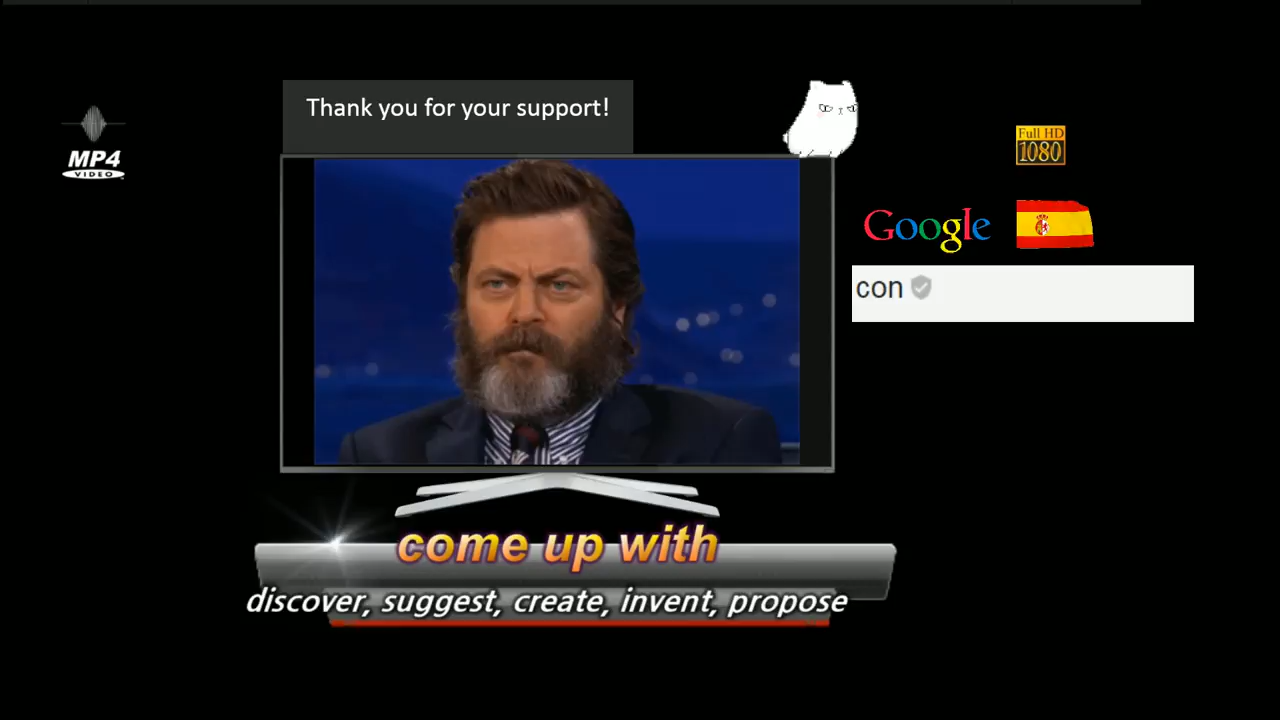 Thank you for your support!
MP4
VIDEO
Full HD
1080
Google
con
come up with
discover, suggest, create, invent, propose